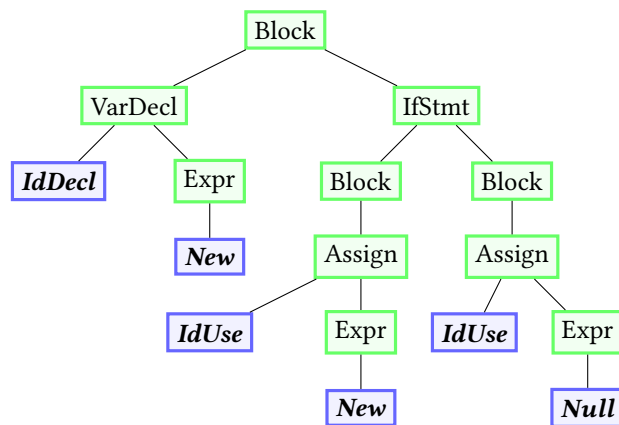 Block
VarDecl IfStmt
IdDecl Expr Block Block
New Assign Assign
IdUse Expr IdUse Expr
New Null